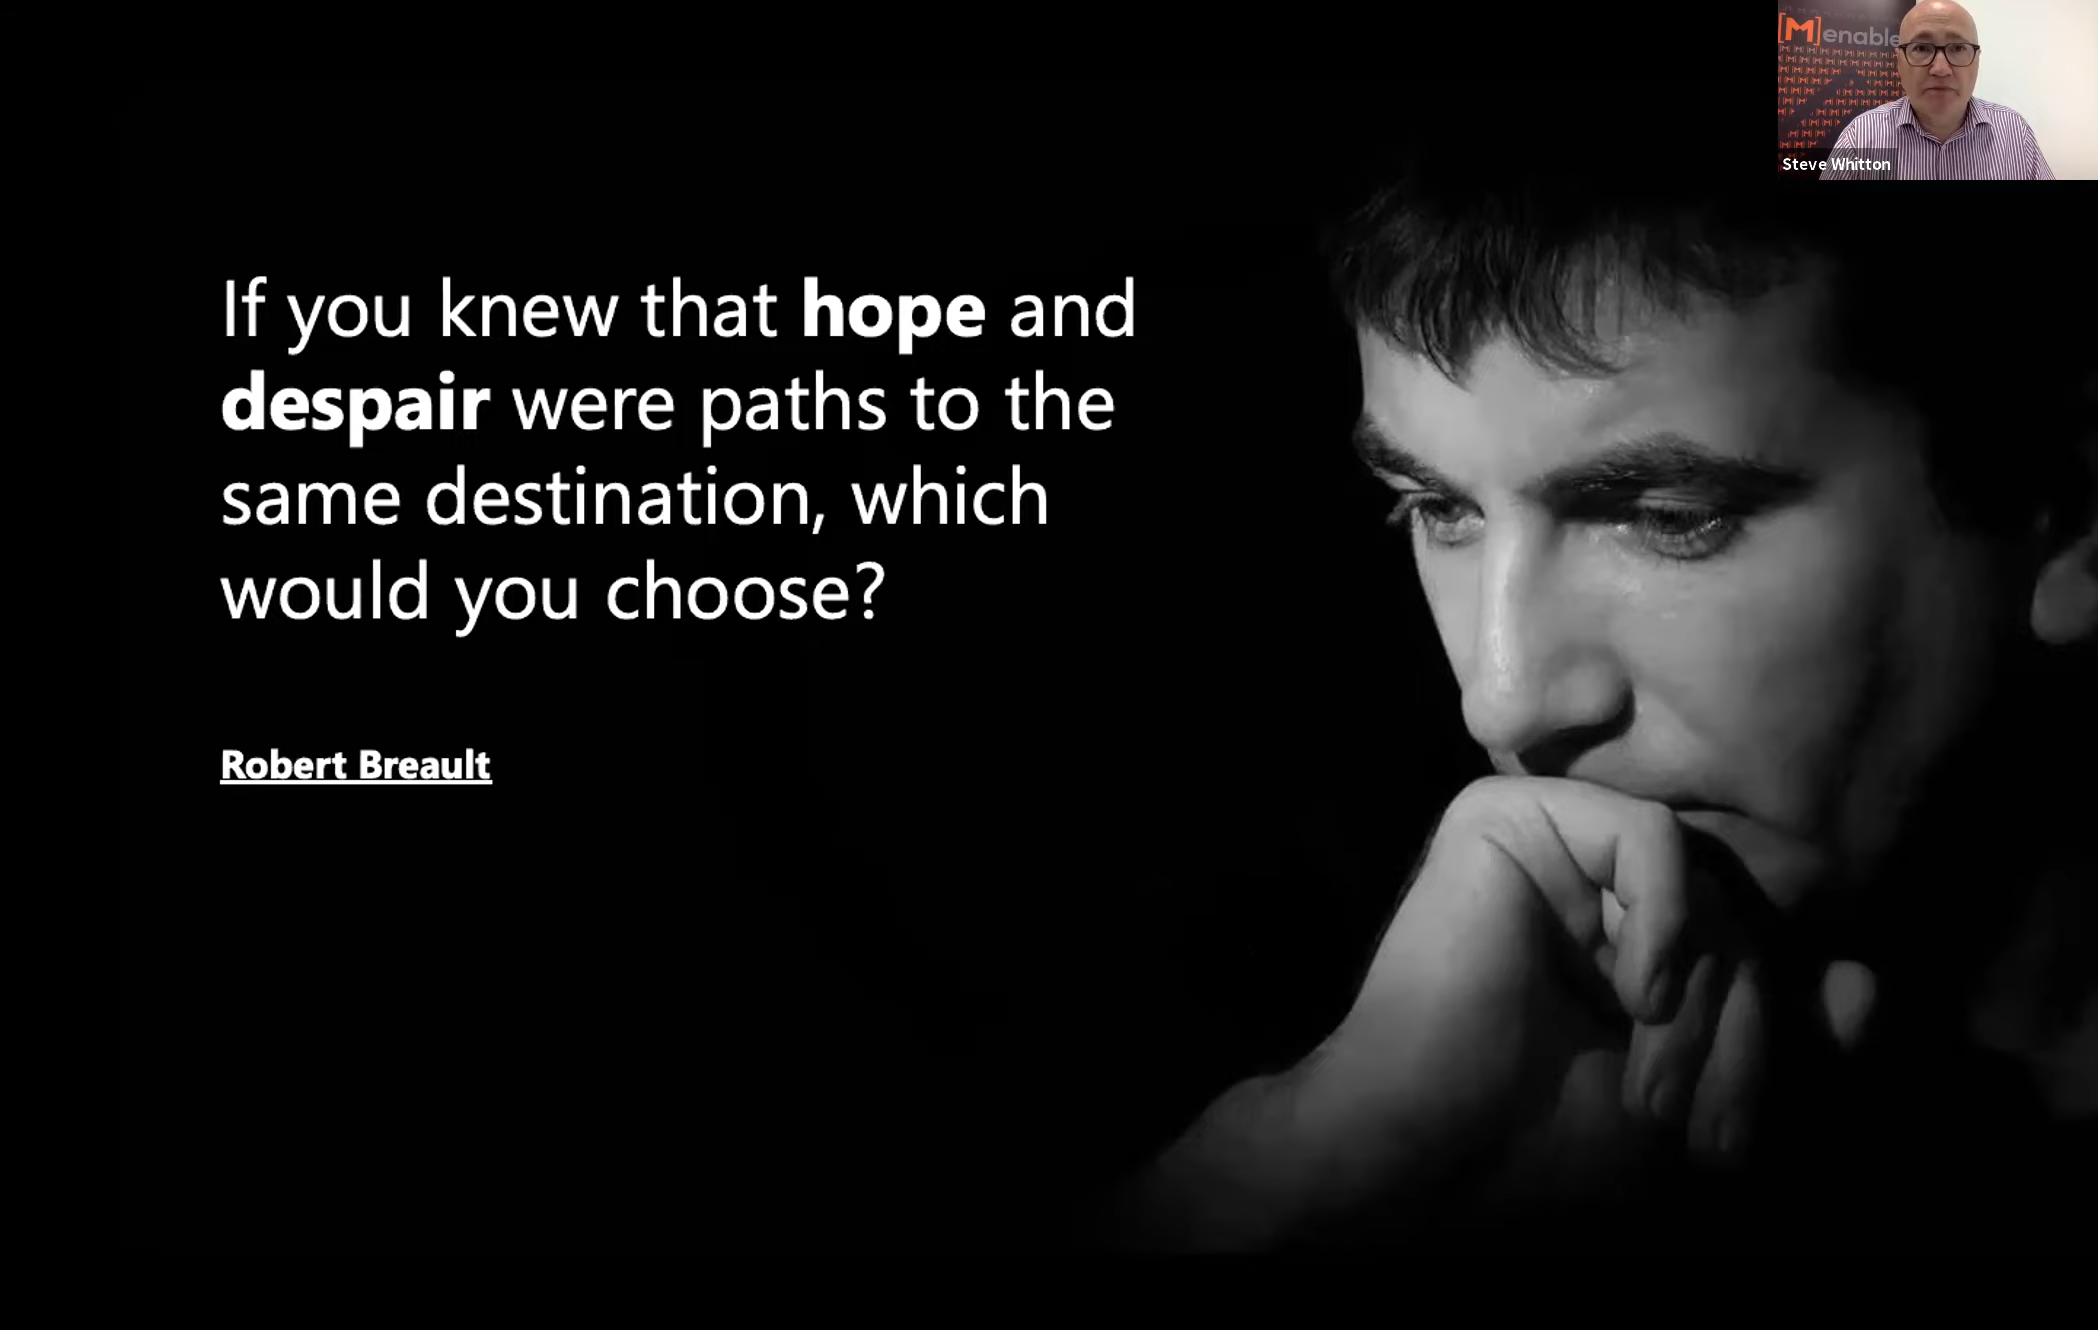 [M]enable
Steve Whitton
If you knew that hope and
despair were paths to the
same destination, which
would you choose?
Robert Breault